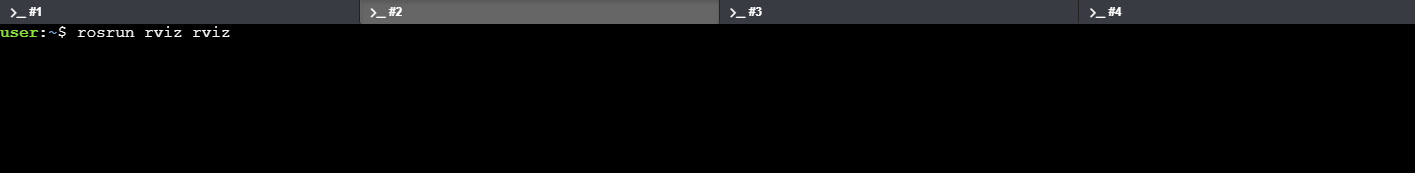 >_ #1
>_ #2
>_ #3
>_ #4
user:~$ rosrun rviz rviz